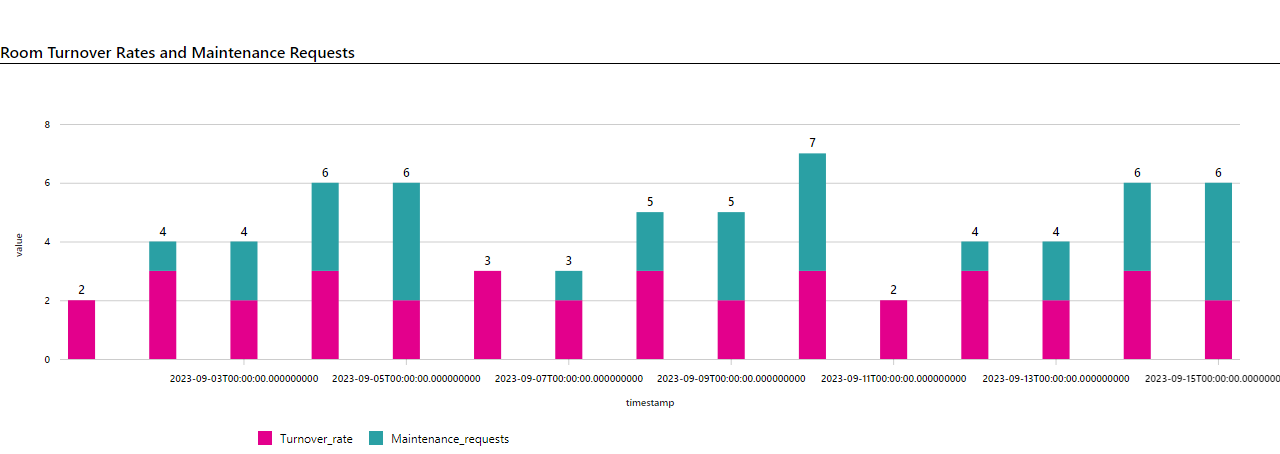 Room Turnover Rates and Maintenance Requests
8
7
6 6 6 6
6
5 5
value
4 4 4 4 4
3 3
2 2 2
0
2023-09-03T00:00:00.000000000 2023-09-05T00:00:00.000000000 2023-09-07T00:00:00.000000000 2023-09-09T00:00:00.000000000 2023-09-11T00:00:00.000000000 2023-09-13T00:00:00.000000000 2023-09-15T00:00:00.0000000
timestamp
Turnover_rate Maintenance_requests